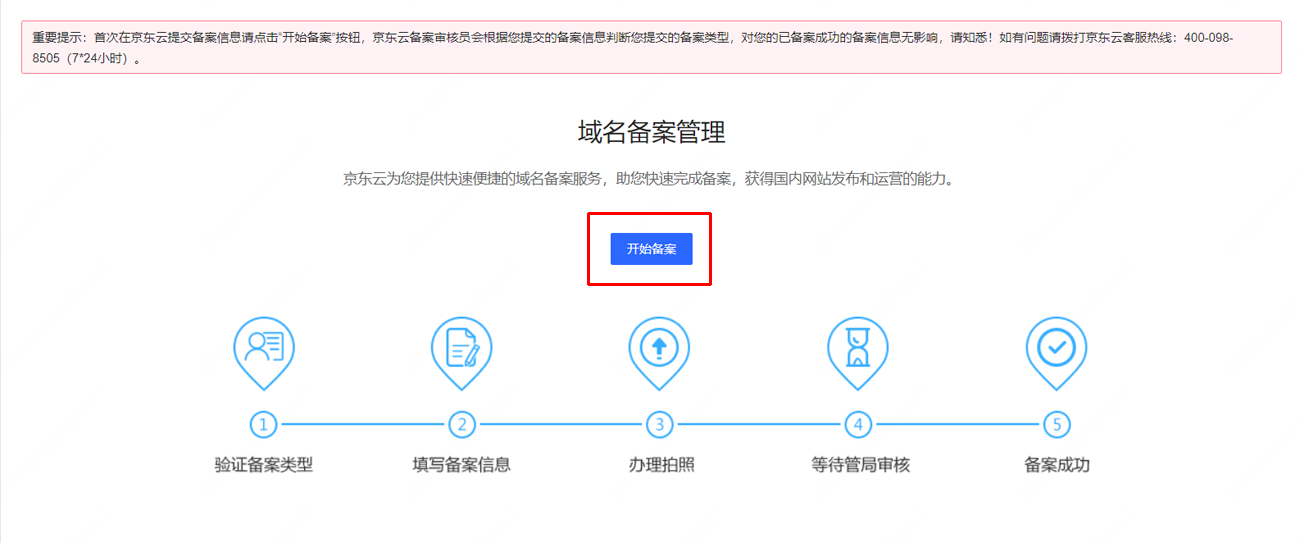 重要提示：首次在京东云提交备案信息请点击"开始备案"按钮，京东云备案审核员会根据您提交的备案信息判断您提交的备案类型，对您的已备案成功的备案信息无影响，请知悉！如有问题请拨打京东云客服热线：400-098-
8505（7*24小时）。
域名备案管理
京东云为您提供快速便捷的域名备案服务，助您快速完成备案，获得国内网站发布和运营的能力。
开始备案
1 2 3 4 5
验证备案类型 填写备案信息 办理拍照 等待管局审核 备案成功